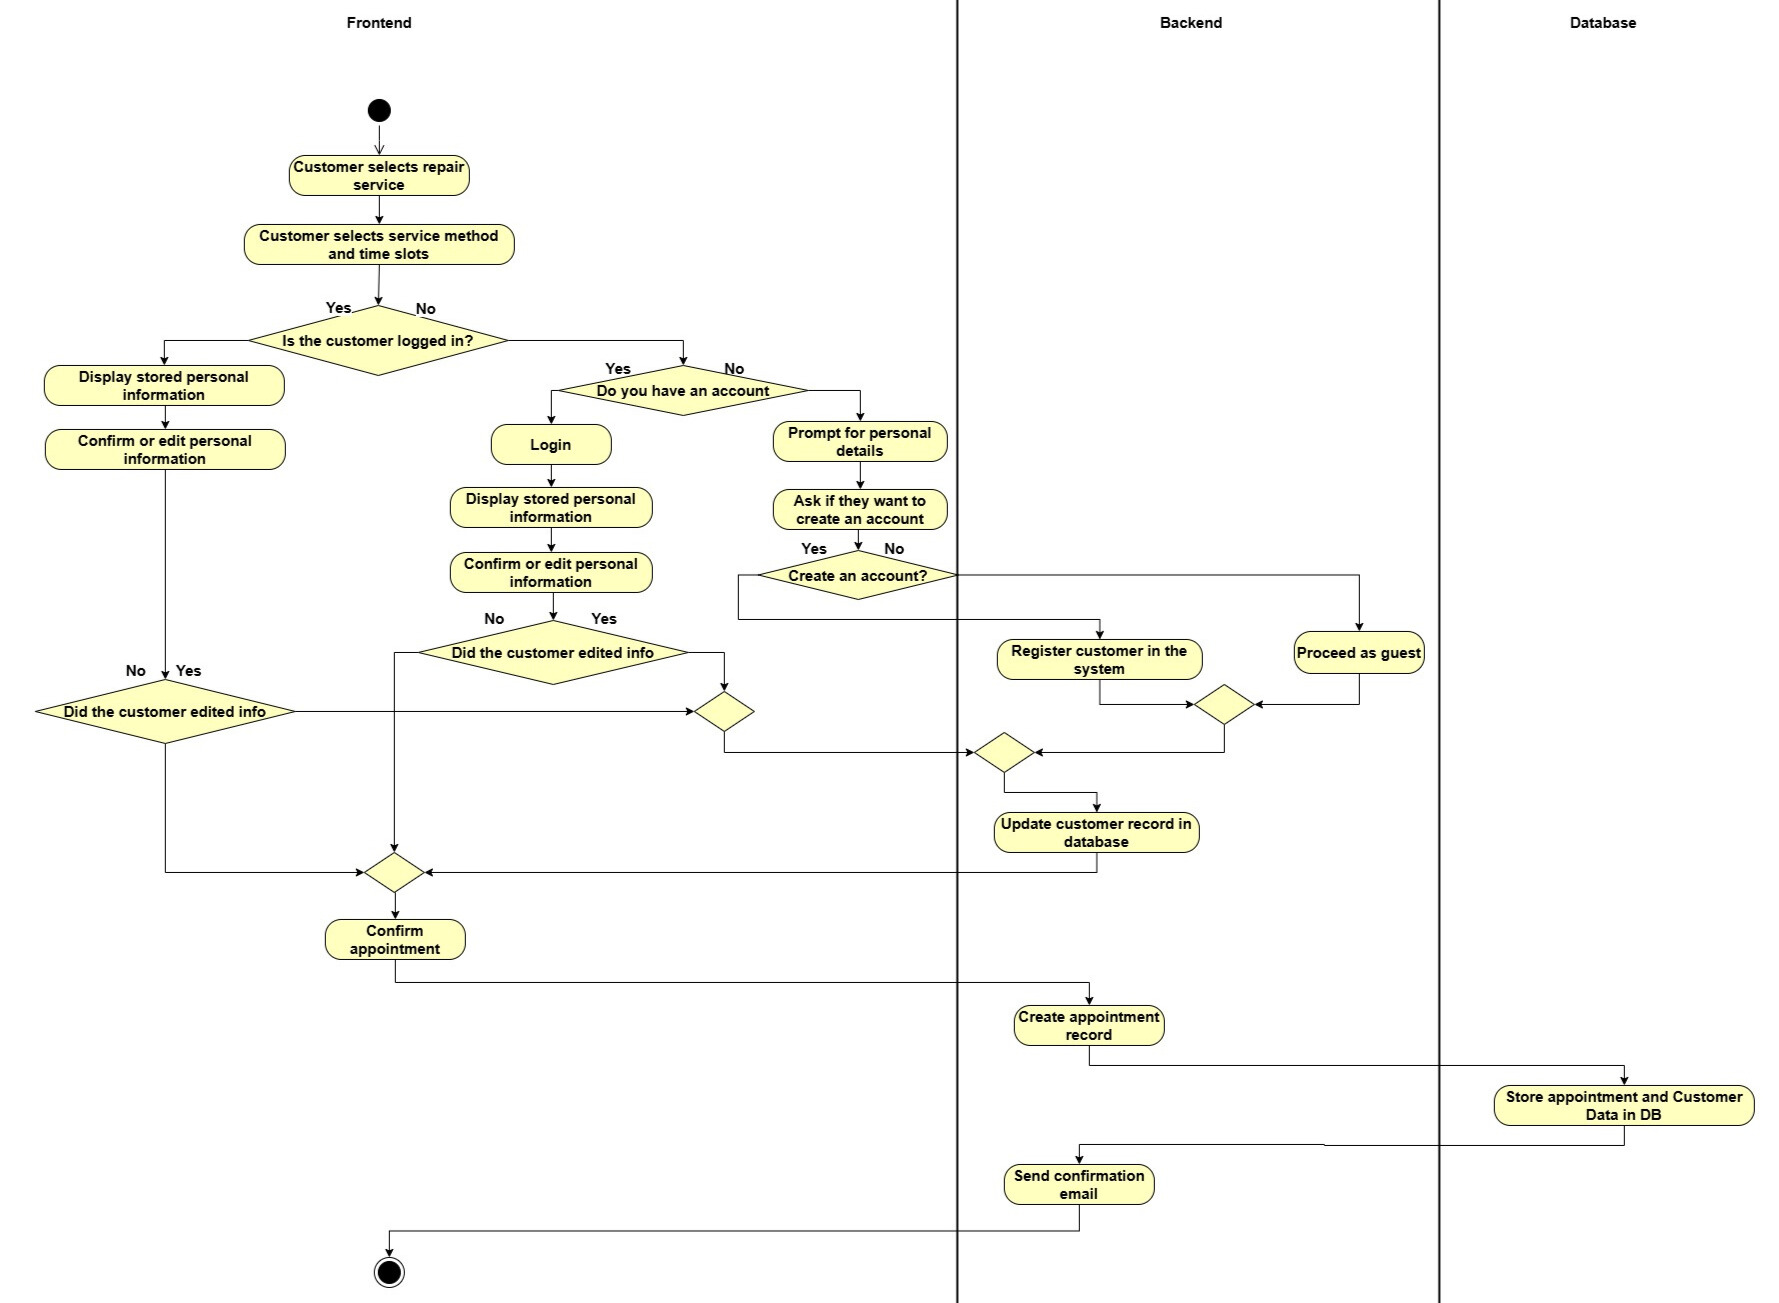 Frontend
Backend
Database
Customer selects repair
service
Customer selects service method
and time slots
Yes
No
Is the customer logged in?
Display stored personal
information
Confirm or edit personal
information
Yes
No
Do you have an account
Login
Prompt for personal
details
Display stored personal
information
Ask if they want to
create an account
Confirm or edit personal
information
Yes
No
Create an account?
No
Yes
Did the customer edited info
Register customer in the
system
Proceed as guest
No
Yes
Did the customer edited info
Update customer record in
database
Confirm
appointment
Create appointment
record
Store appointment and Customer
Data in DB
Send confirmation
email